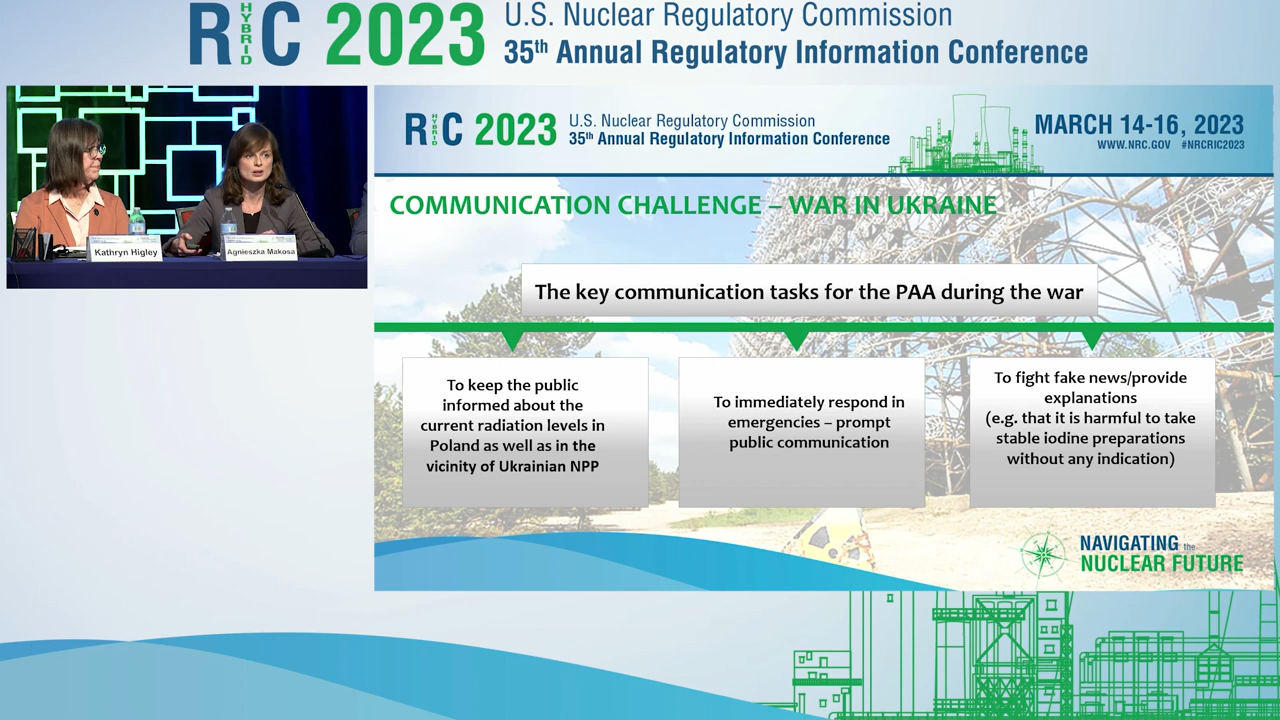 RIC HYBRID 2023
U.S. Nuclear Regulatory Commission
35th Annual Regulatory Information Conference
Kathryn Higley
Agnieszka Makosa
RIC HYBRID 2023
U.S. Nuclear Regulatory Commission
35th Annual Regulatory Information Conference
MARCH 14-16, 2023
WWW.NRC.GOV #NRCRIC2023
COMMUNICATION CHALLENGE – WAR IN UKRAINE
The key communication tasks for the PAA during the war
To keep the public
informed about the
current radiation levels in
Poland as well as in the
vicinity of Ukrainian NPP
To immediately respond in
emergencies – prompt
public communication
To fight fake news/provide
explanations
(e.g. that it is harmful to take
stable iodine preparations
without any indication)
NAVIGATING the
NUCLEAR FUTURE